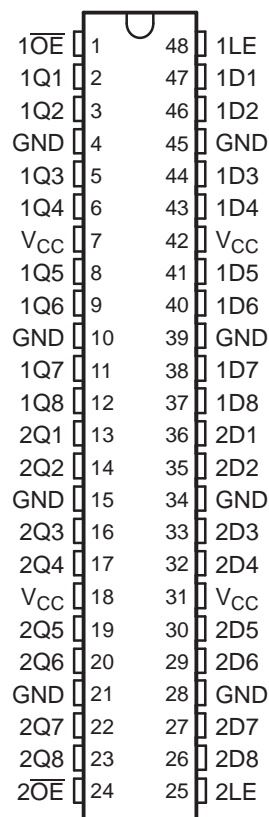 1O̅E̅ 1 48 1LE
1Q1 2 47 1D1
1Q2 3 46 1D2
GND 4 45 GND
1Q3 5 44 1D3
1Q4 6 43 1D4
VCC 7 42 VCC
1Q5 8 41 1D5
1Q6 9 40 1D6
GND 10 39 GND
1Q7 11 38 1D7
1Q8 12 37 1D8
2Q1 13 36 2D1
2Q2 14 35 2D2
GND 15 34 GND
2Q3 16 33 2D3
2Q4 17 32 2D4
VCC 18 31 VCC
2Q5 19 30 2D5
2Q6 20 29 2D6
GND 21 28 GND
2Q7 22 27 2D7
2Q8 23 26 2D8
2O̅E̅ 24 25 2LE